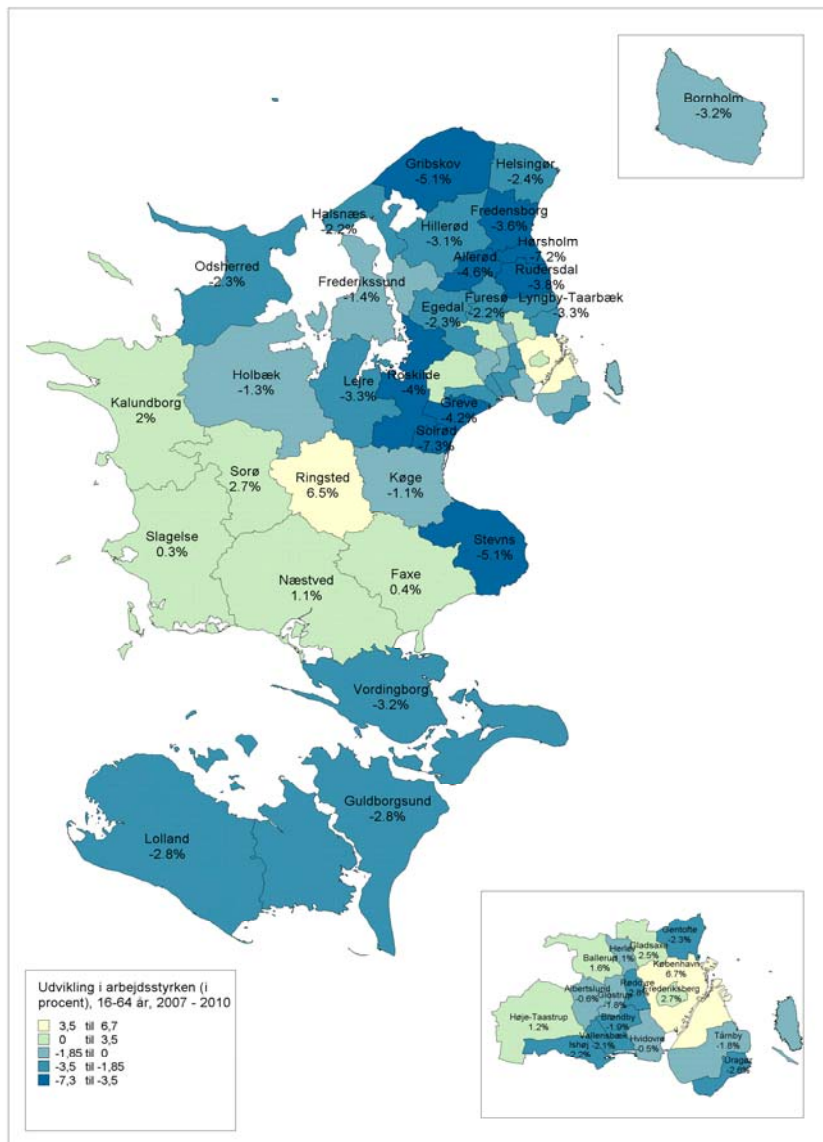 Bornholm
-3.2%
Gribskov
-5.1%
Helsingør
-2.4%
Halsnæs
-2.2%
Hillerød
-3.1%
Fredensborg
-3.6%
Hørsholm
-7.2%
Allerød
-4.6%
Rudersdal
-3.8%
Odsherred
-2.3%
Frederikssund
-1.4%
Egedal
-2.3%
Furesø
-2.2%
Lyngby-Taarbæk
-3.3%
Holbæk
-1.3%
Lejre
-3.3%
Roskilde
-4%
Greve
-4.2%
Solrød
-7.3%
Kalundborg
2%
Sorø
2.7%
Ringsted
6.5%
Køge
-1.1%
Slagelse
0.3%
Næstved
1.1%
Faxe
0.4%
Stevns
-5.1%
Vordingborg
-3.2%
Guldborgsund
-2.8%
Lolland
-2.8%
Udvikling i arbejdsstyrken (i
procent), 16-64 år, 2007 - 2010
3,5 til 6,7
0 til 3,5
-1,85 til 0
-3,5 til -1,85
-7,3 til -3,5
Gentofte
-2.3%
Gladsaxe
2.5%
Herlev
Ballerup
1.6%
København
6.7%
Rødovre
-2.8%
Frederiksberg
2.7%
Albertslund
-0.6%
Glostrup
-1.8%
Høje-Taastrup
1.2%
Brøndby
-1.9%
Vallensbæk
-2.1%
Ishøj
-2.2%
Hvidovre
-0.5%
Tårnby
-1.8%
Dragør
-2.6%